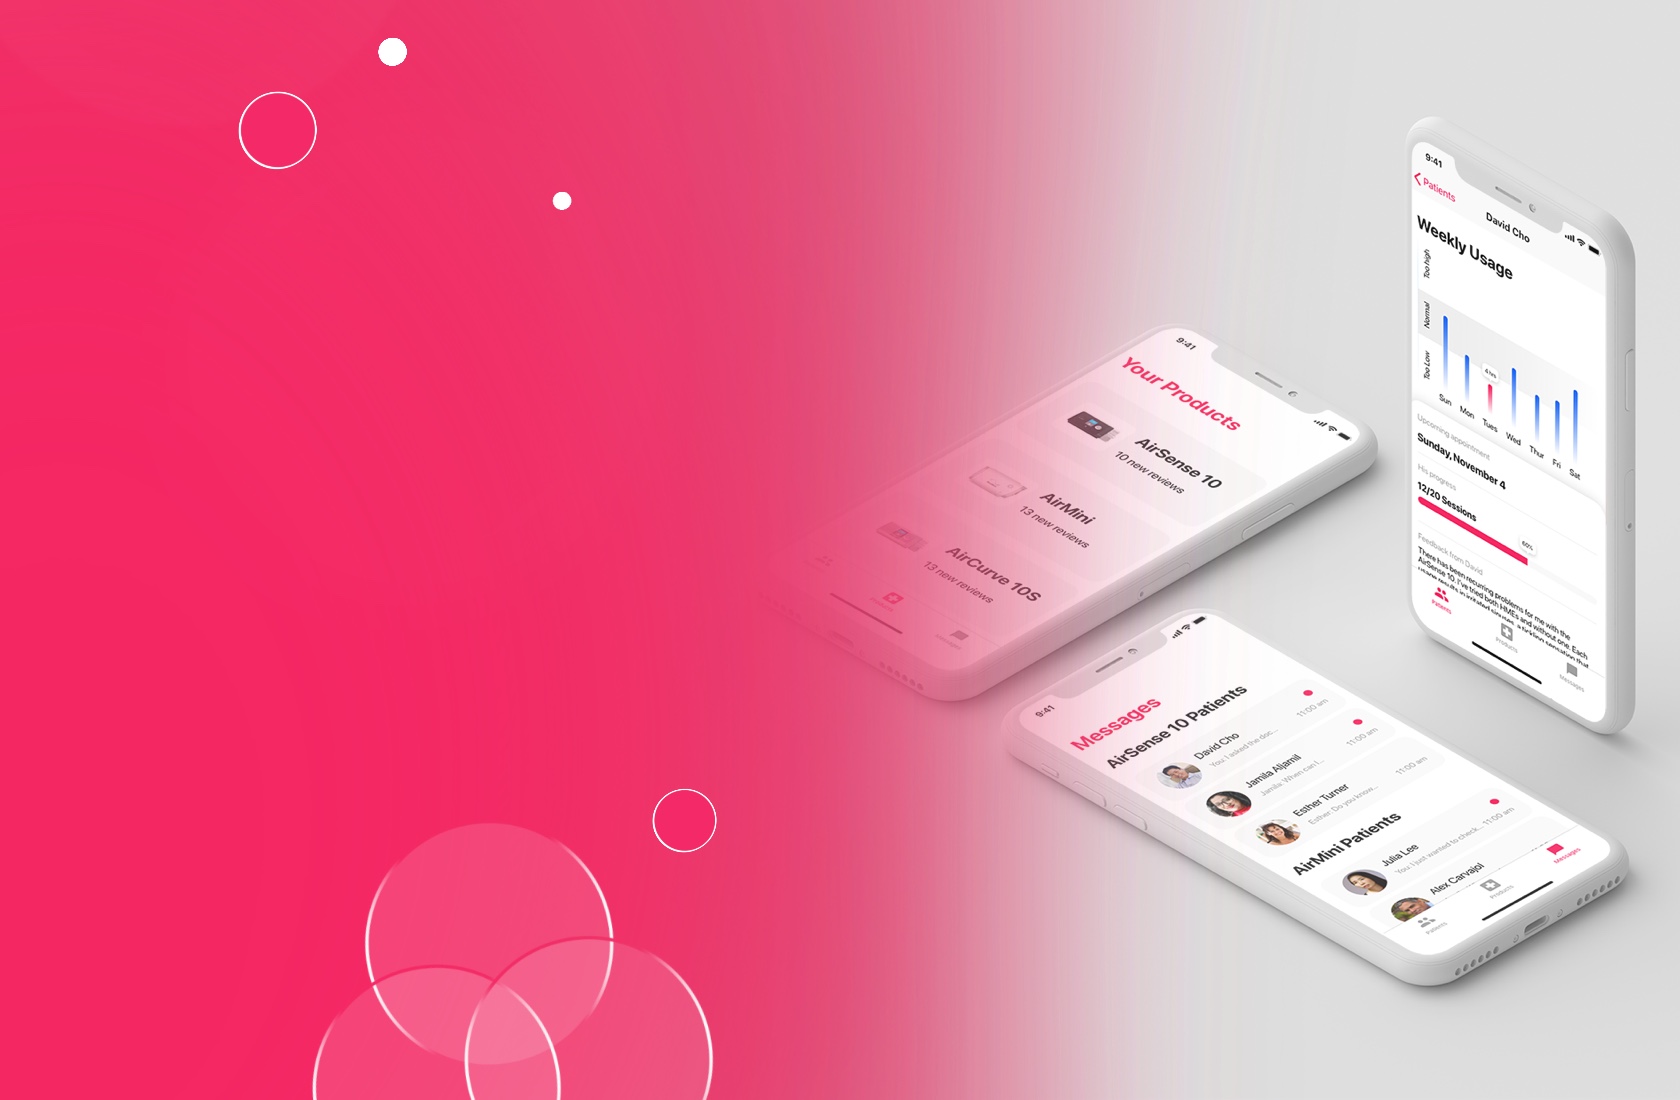 9:41
Your Products
AirSense 10
10 new reviews
AirMini
13 new reviews
AirCurve 10S
13 new reviews
Products
9:41
Patients
David Cho
Weekly Usage
Too high
Normal
Too Low
4 hrs
Sun
Mon
Tues
Wed
Thur
Fri
Sat
Upcoming appointment
Sunday, November 4
His progress
12/20 Sessions
60%
Feedback from David
There has been recurring problems for me with the
AirSense 10. I've tried both HMEs and without one. Each
Patients
Products
Messages
9:41
Messages
AirSense 10 Patients
David Cho
You: I asked the doc...
11:00 am
Jamila Aljamil
Jamila: When can I...
11:00 am
Esther Turner
Esther: Do you know...
11:00 am
AirMini Patients
Julia Lee
You: I just wanted to check...
11:00 am
Alex Carvajol
Patients
Products
Messages